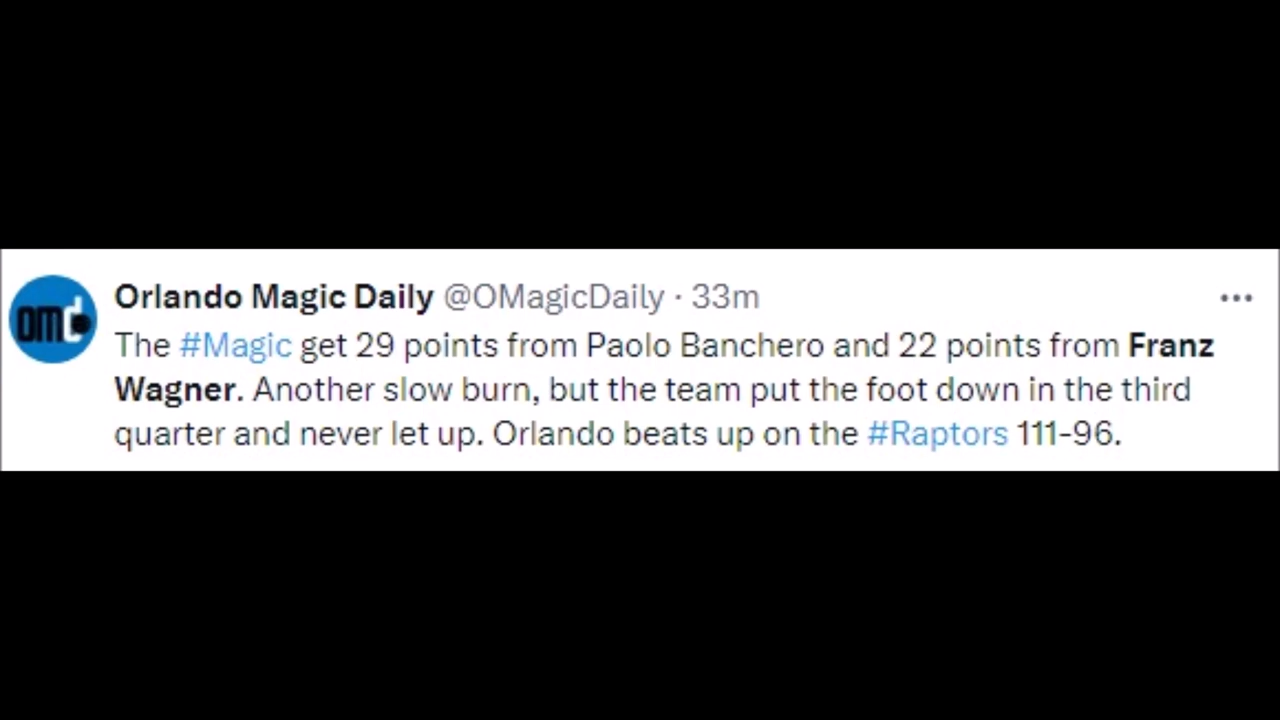 omd
Orlando Magic Daily @OMagicDaily · 33m
The #Magic get 29 points from Paolo Banchero and 22 points from Franz
Wagner. Another slow burn, but the team put the foot down in the third
quarter and never let up. Orlando beats up on the #Raptors 111-96.